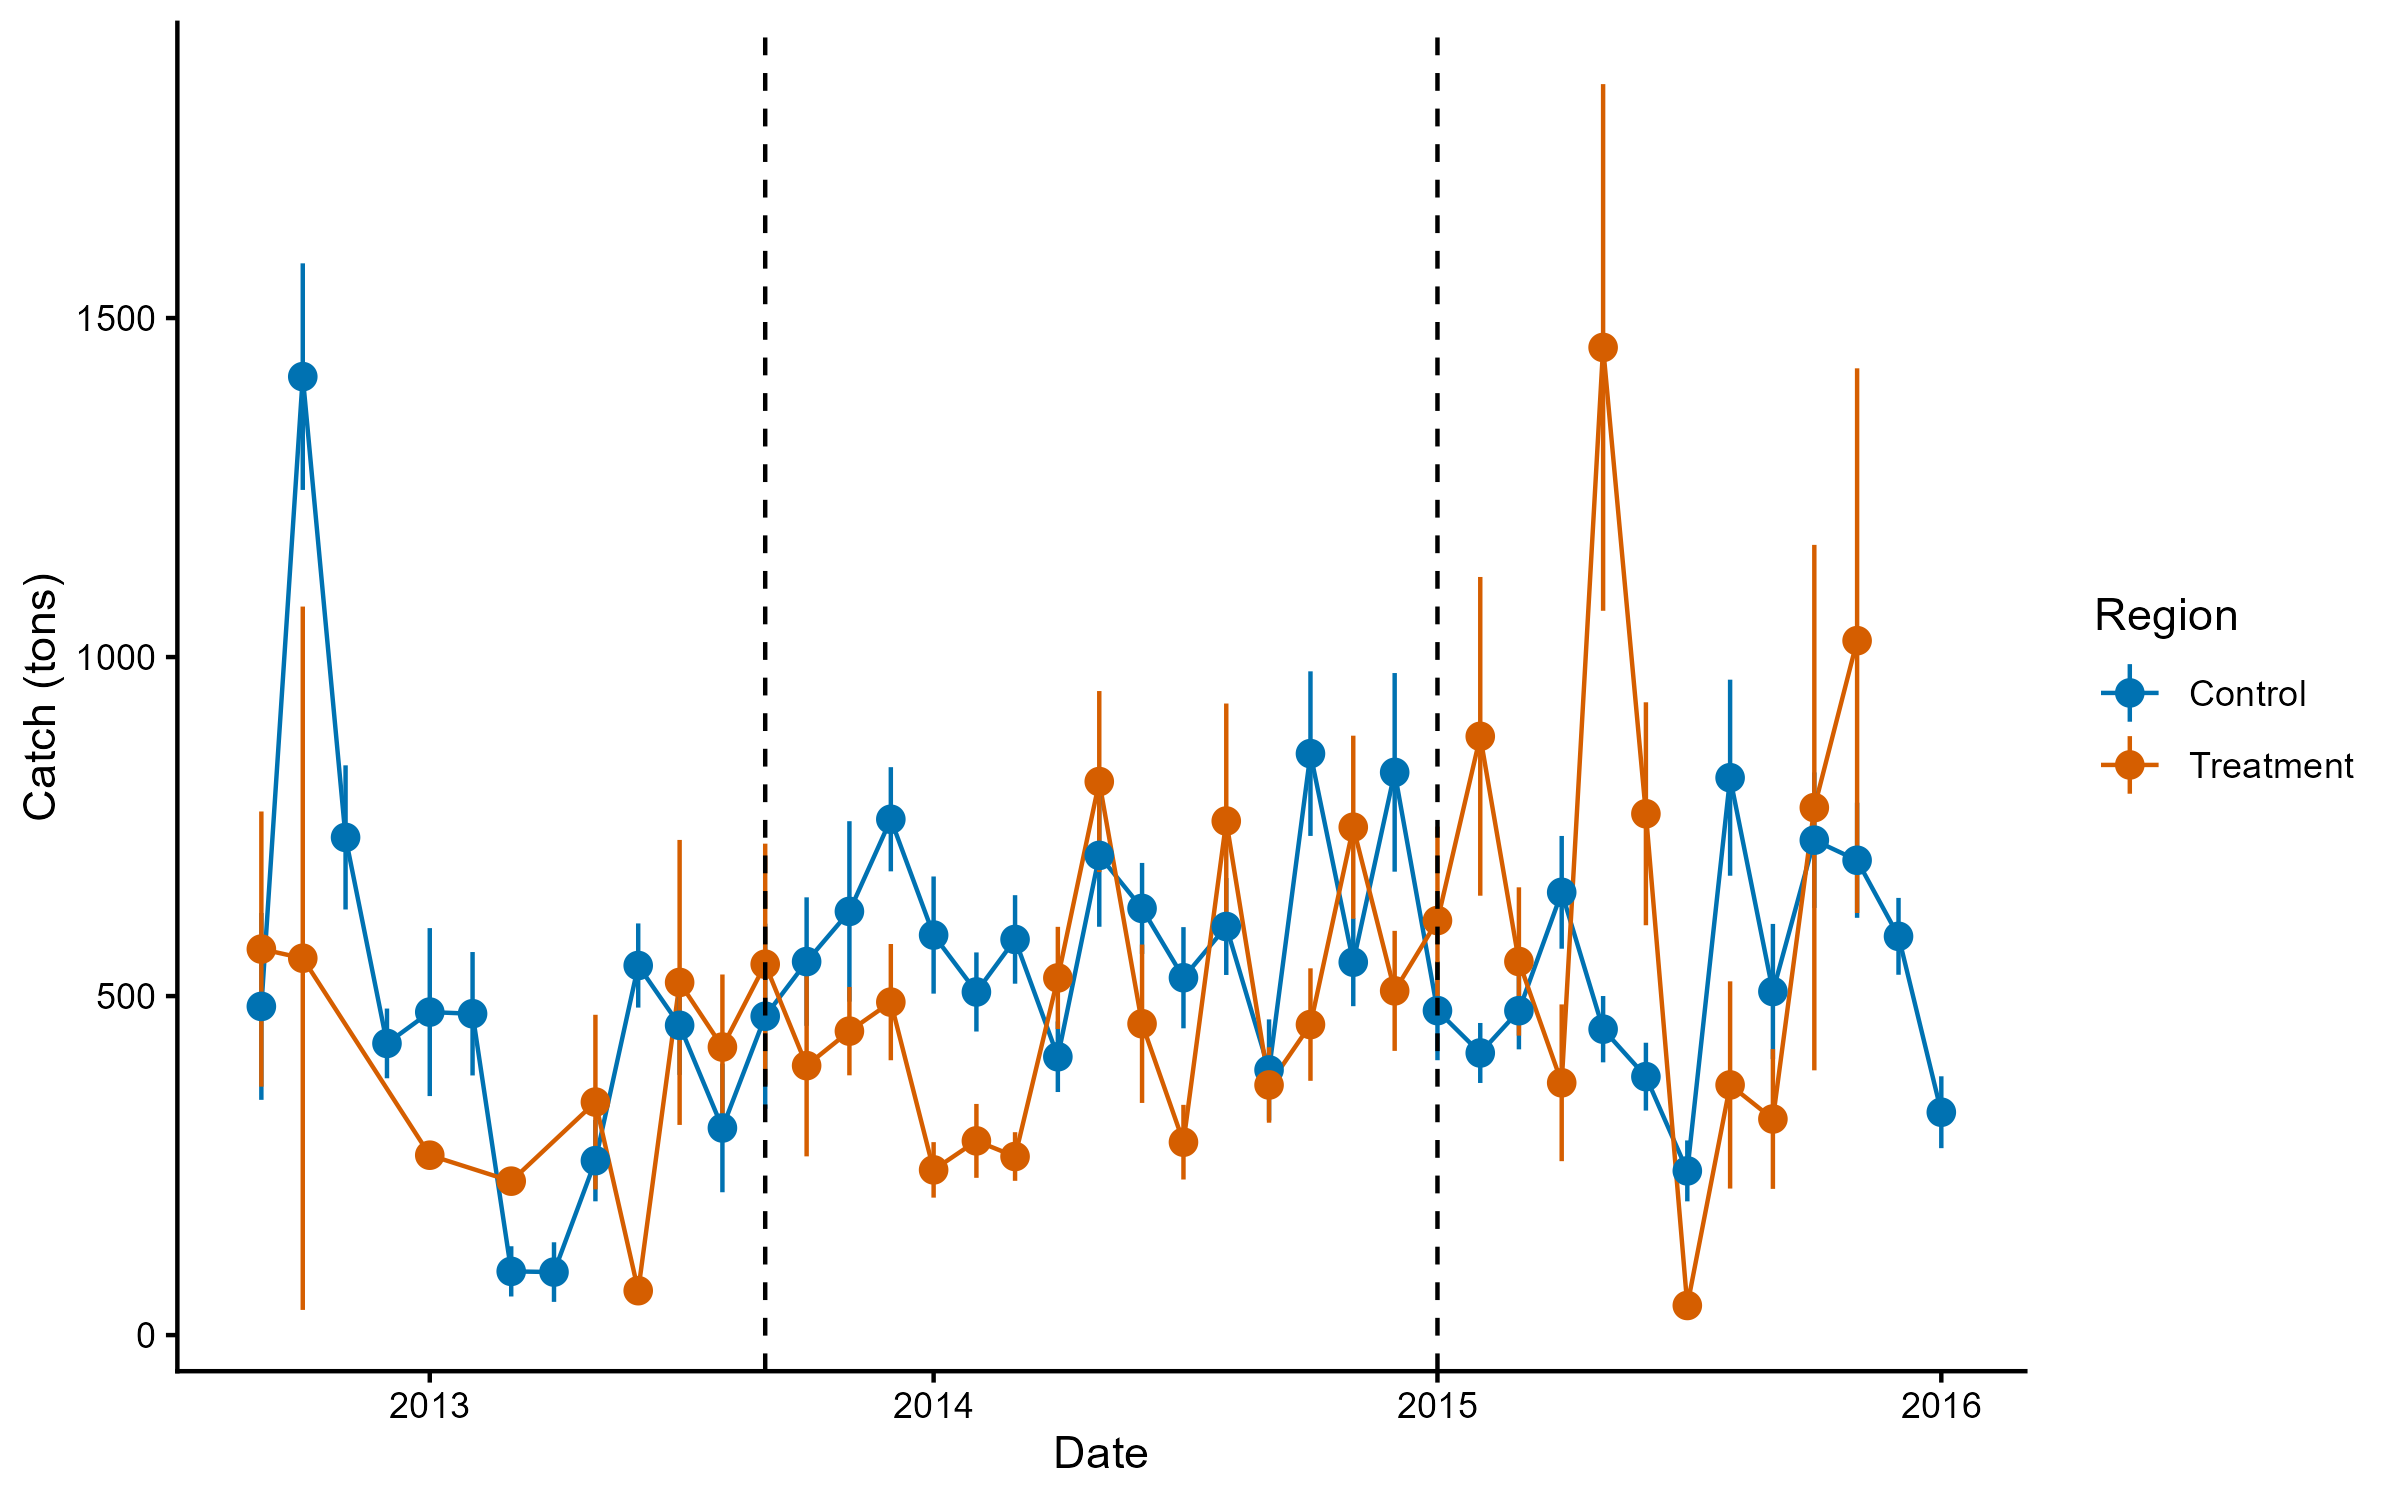 1500
1000
500
0
Catch (tons)
2013 2014 2015 2016
Date
Region
Control
Treatment